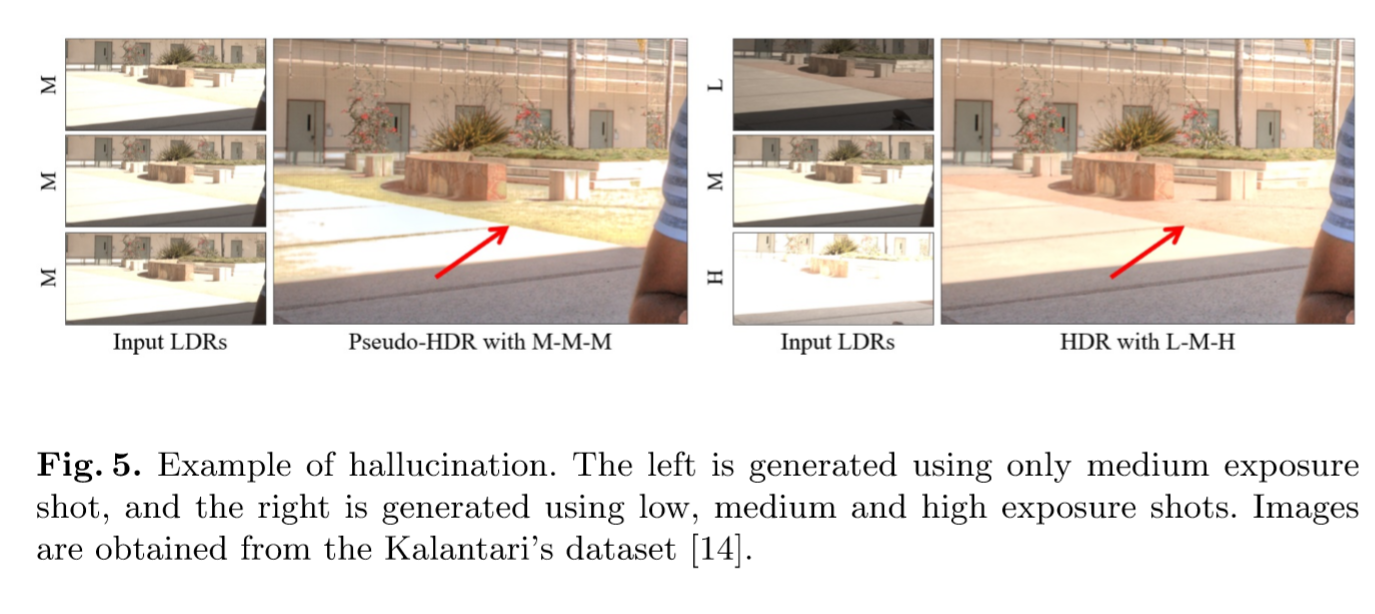 M
M
M
L
M
H
Input LDRs
Pseudo-HDR with M-M-M
Input LDRs
HDR with L-M-H
Fig. 5. Example of hallucination. The left is generated using only medium exposure
shot, and the right is generated using low, medium and high exposure shots. Images
are obtained from the Kalantari's dataset [14].